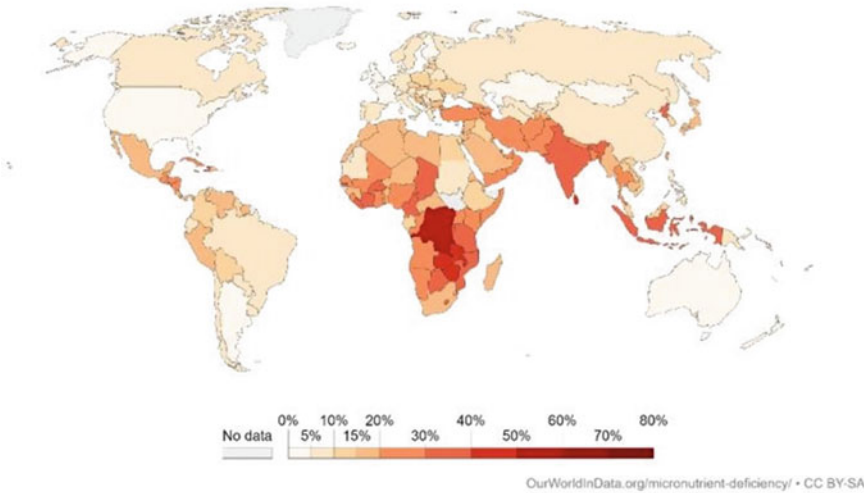 0% 10% 20% 40% 60% 80%
No data 5% 15% 30% 50% 70%
OurWorldInData.org/micronutrient-deficiency/ • CC BY-SA